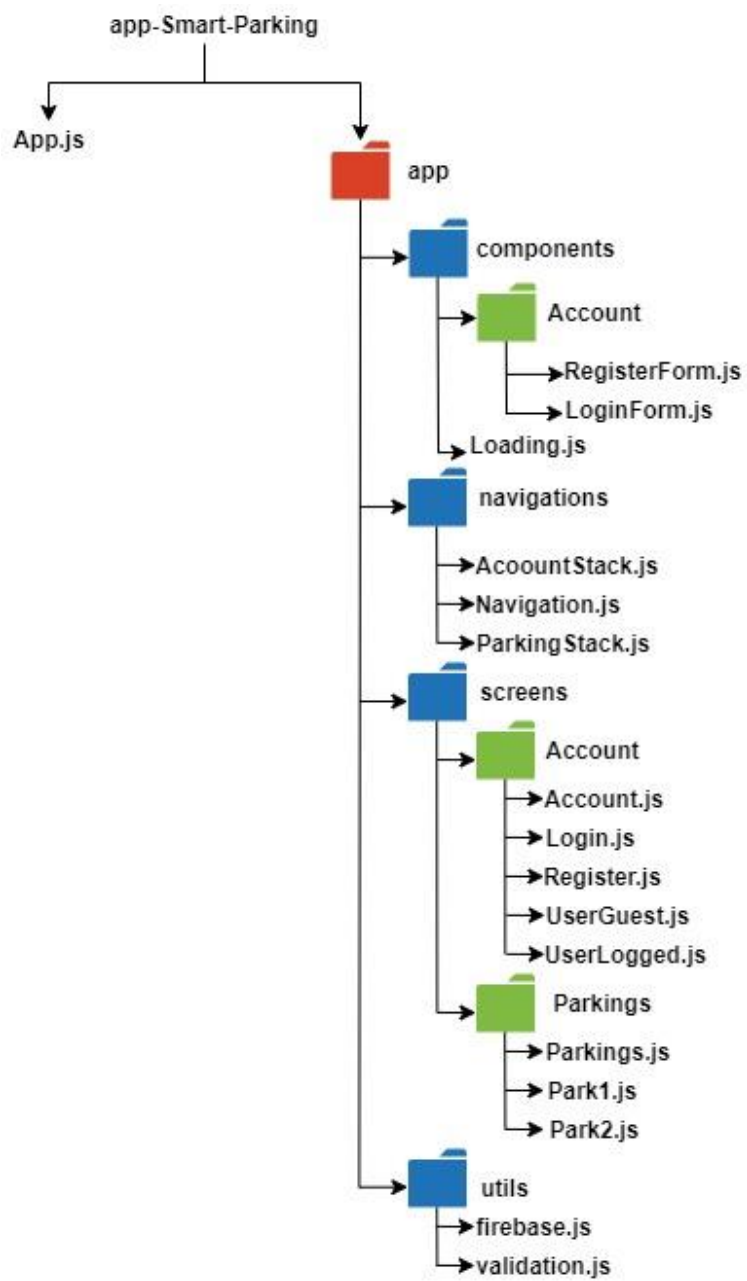 app-Smart-Parking
App.js
app
components
Account
RegisterForm.js
LoginForm.js
Loading.js
navigations
AcoountStack.js
Navigation.js
ParkingStack.js
screens
Account
Account.js
Login.js
Register.js
UserGuest.js
UserLogged.js
Parkings
Parkings.js
Park1.js
Park2.js
utils
firebase.js
validation.js